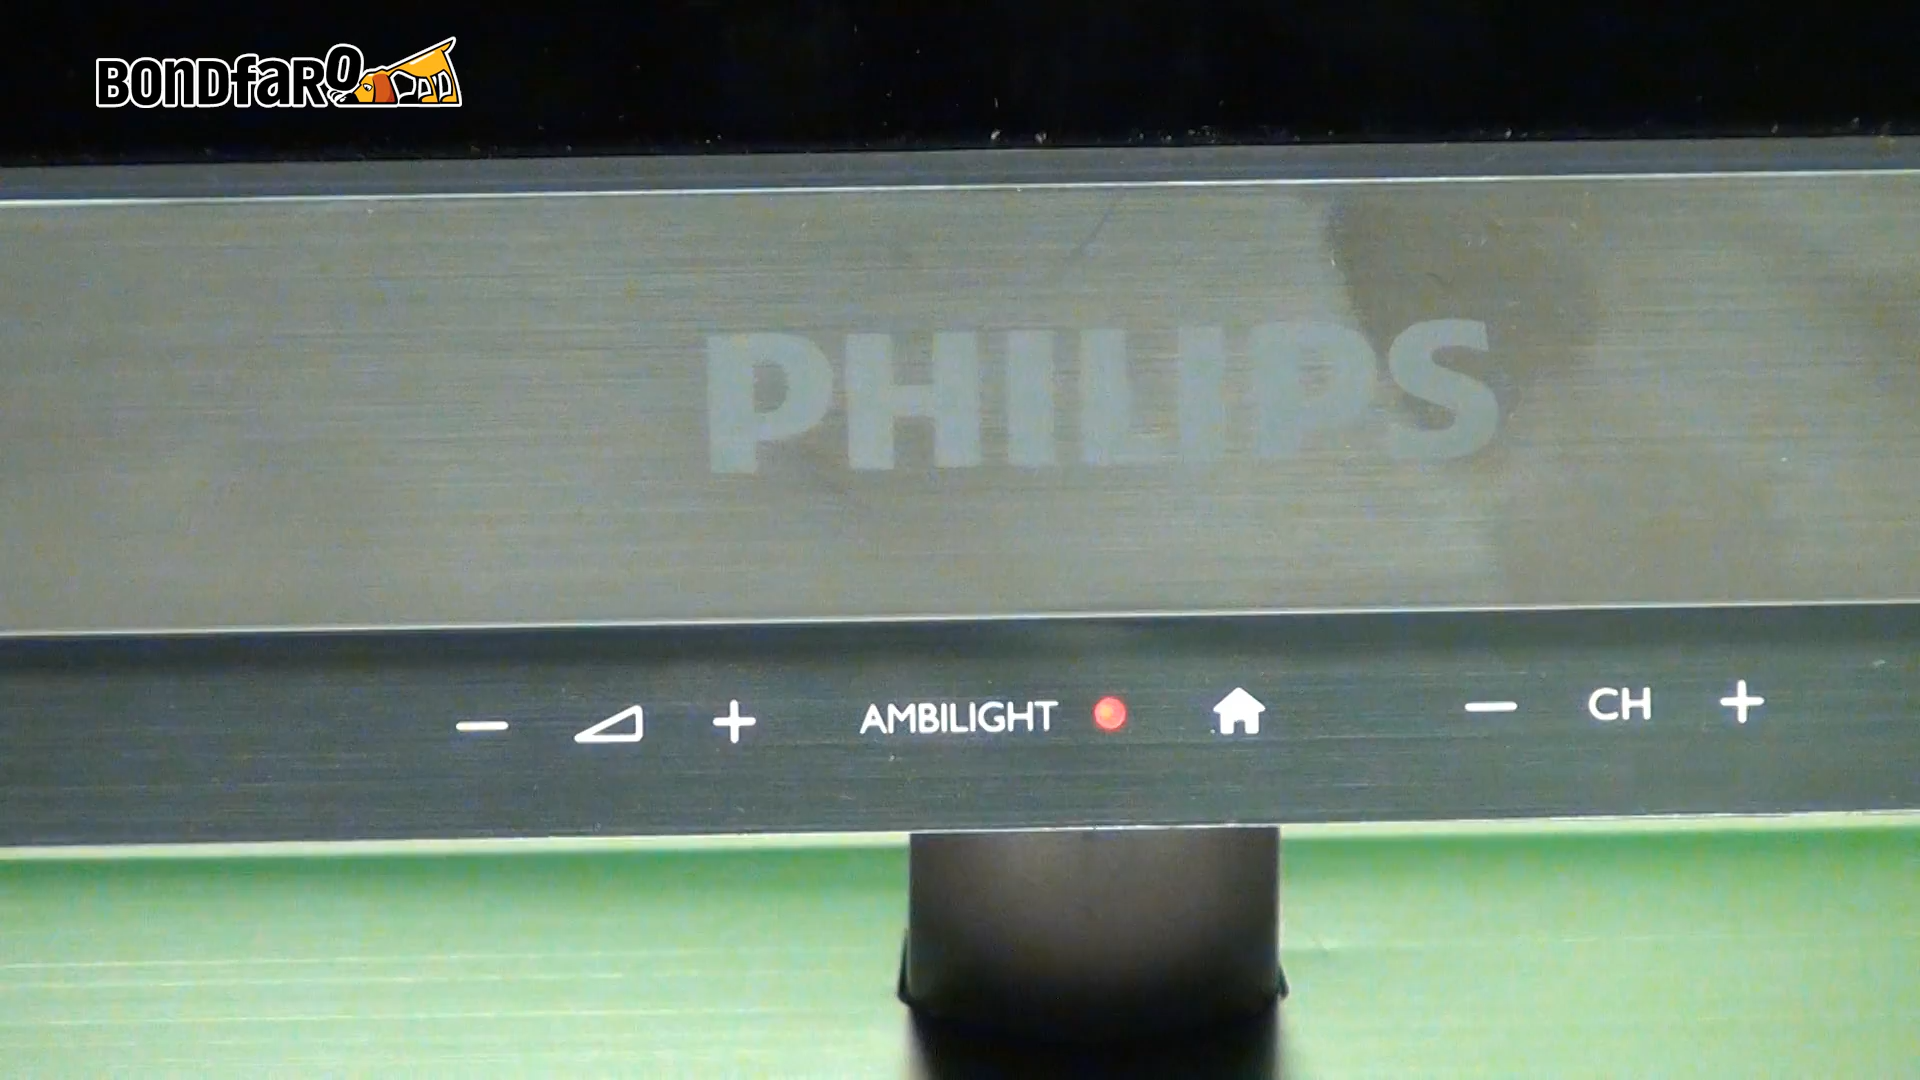 BONDFARO
PHILIPS
− + AMBILIGHT − CH +